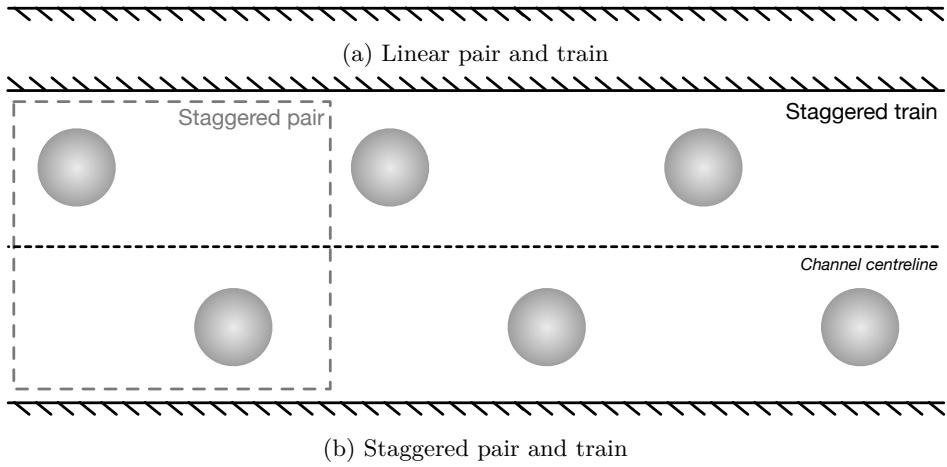 (a) Linear pair and train
Staggered pair
Staggered train
Channel centreline
(b) Staggered pair and train